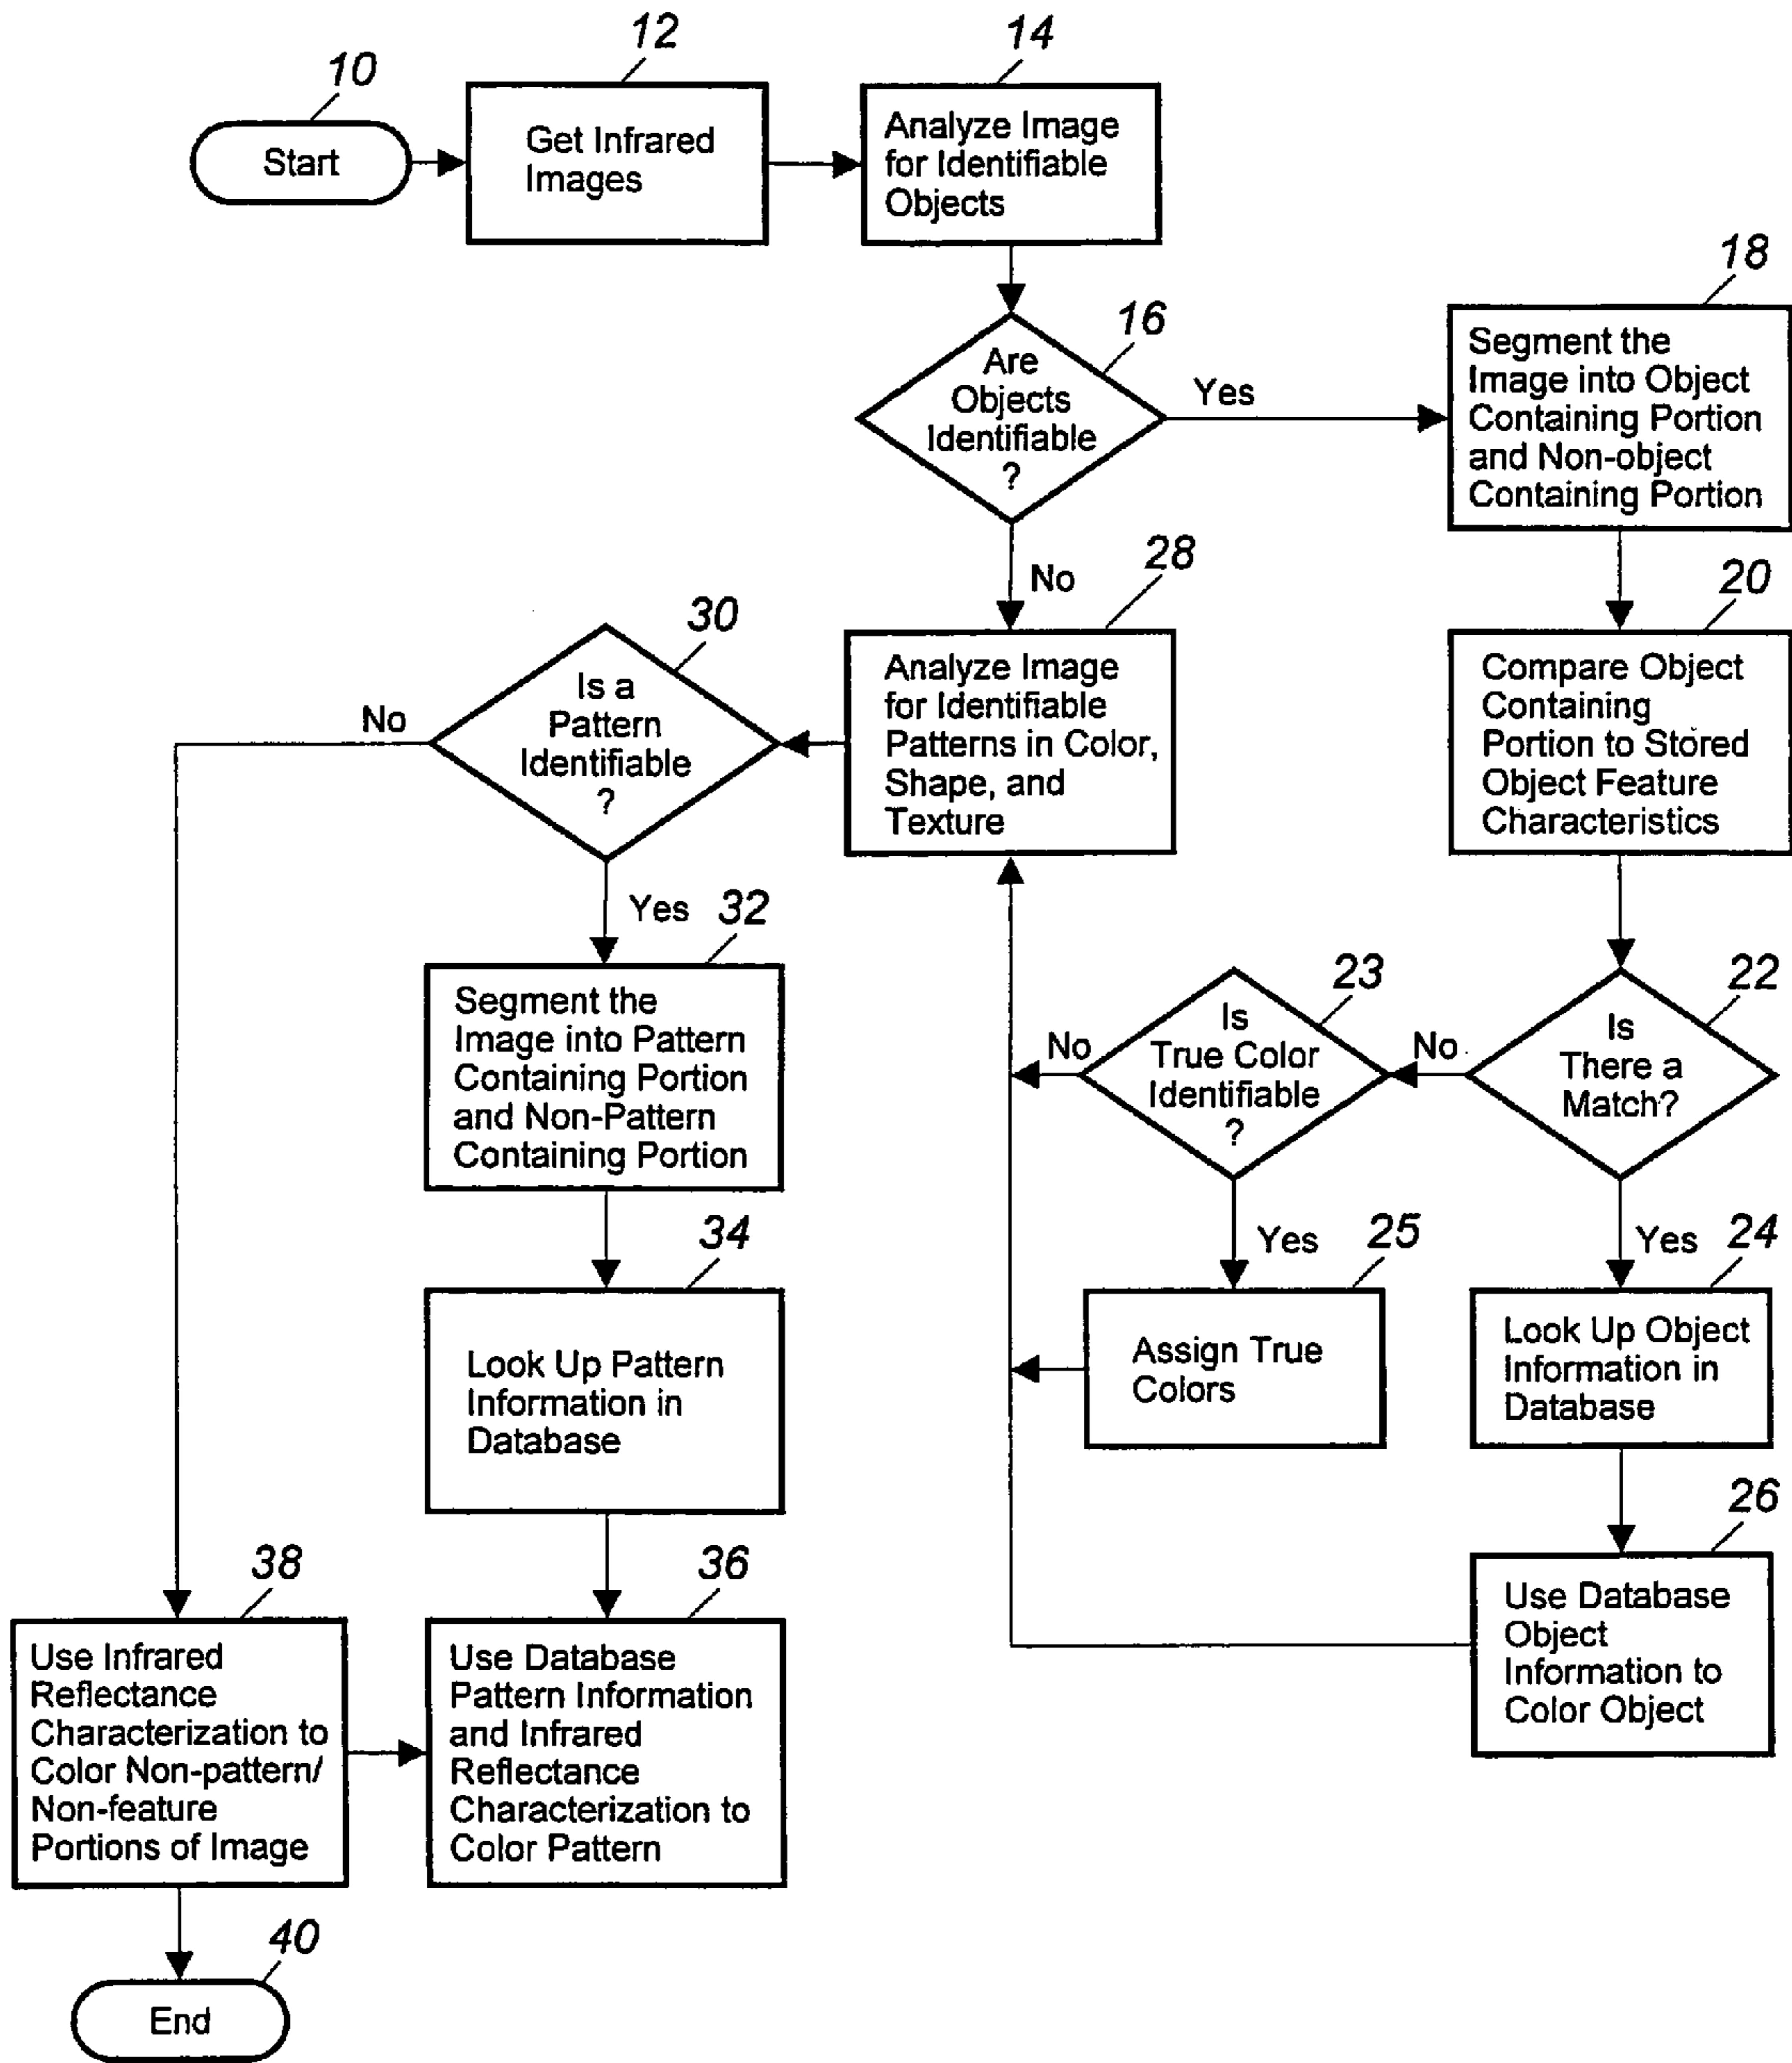 10
Start
12
Get Infrared
Images
14
Analyze Image
for Identifiable
Objects
16
Are
Objects
Identifiable
?
Yes
No
18
Segment the
Image into Object
Containing Portion
and Non-object
Containing Portion
20
Compare Object
Containing
Portion to Stored
Object Feature
Characteristics
22
Is
There a
Match?
No
Yes
23
Is
True Color
Identifiable
?
No
Yes
25
Assign True
Colors
24
Look Up Object
Information in
Database
26
Use Database
Object
Information to
Color Object
28
Analyze Image
for Identifiable
Patterns in Color,
Shape, and
Texture
30
Is a
Pattern
Identifiable
?
No
Yes
32
Segment the
Image into Pattern
Containing Portion
and Non-Pattern
Containing Portion
34
Look Up Pattern
Information in
Database
36
Use Database
Pattern Information
and Infrared
Reflectance
Characterization to
Color Pattern
38
Use Infrared
Reflectance
Characterization to
Color Non-pattern/
Non-feature
Portions of Image
40
End